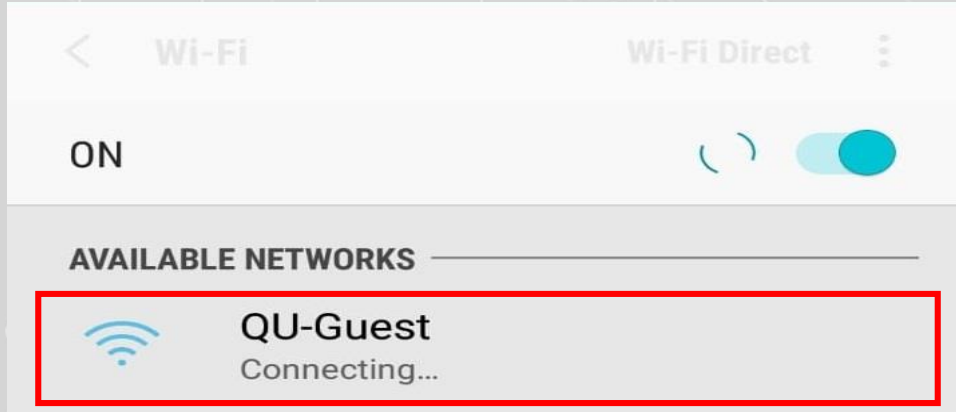 Wi-Fi Wi-Fi Direct
ON
AVAILABLE NETWORKS
QU-Guest
Connecting...